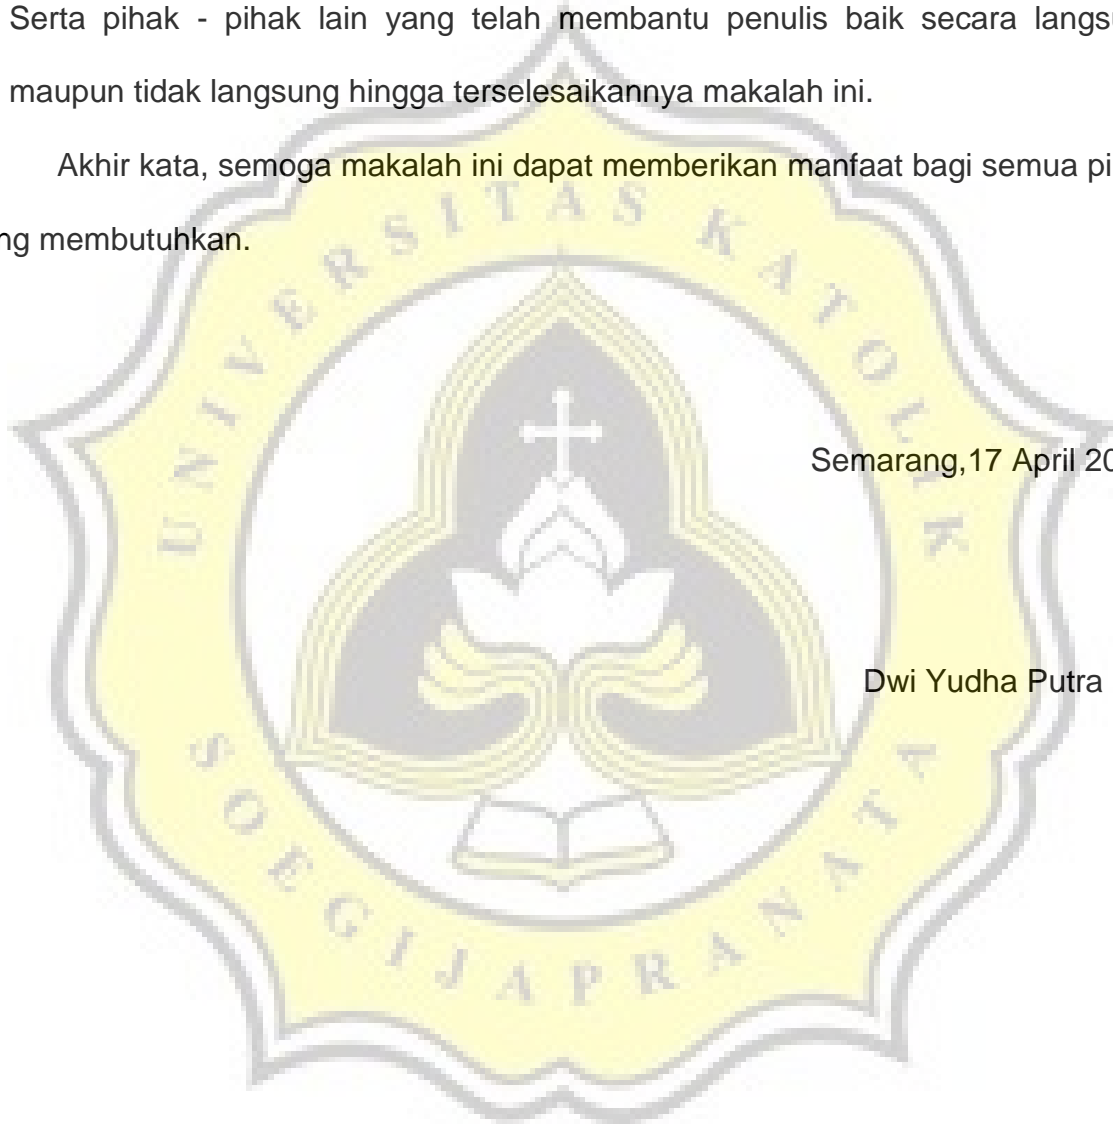 Serta pihak - pihak lain yang telah membantu penulis baik secara langsu
maupun tidak langsung hingga terselesaikannya makalah ini.
Akhir kata, semoga makalah ini dapat memberikan manfaat bagi semua pi
ng membutuhkan.
UNIVERSITAS KATOLIK
Semarang,17 April 20
Dwi Yudha Putra
SOEGIJAPRANATA